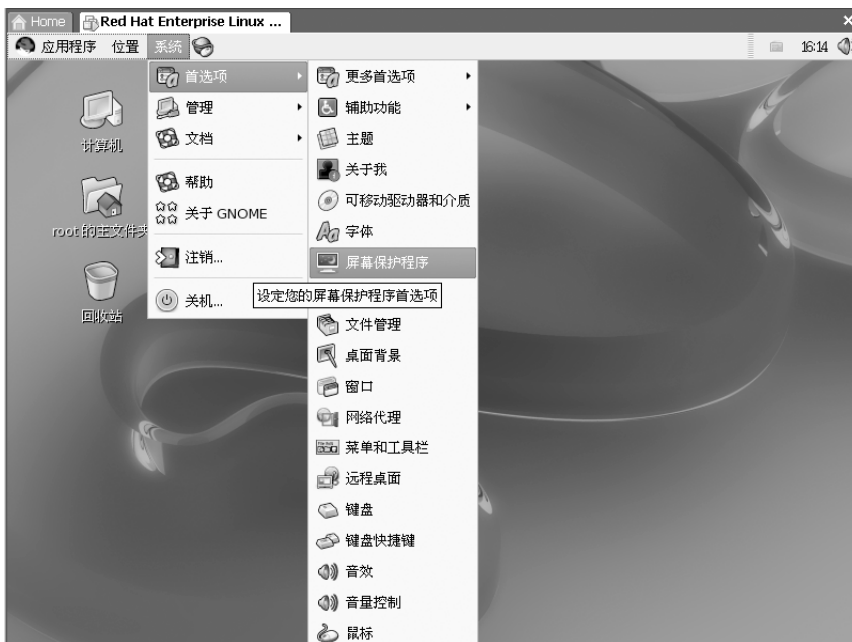 Home
Red Hat Enterprise Linux ...
应用程序 位置 系统
16:14
计算机
root 的主文件夹
回收站
首选项
管理
文档
帮助
关于 GNOME
注销...
关机...
更多首选项
辅助功能
主题
关于我
可移动驱动器和介质
字体
屏幕保护程序
设定您的屏幕保护程序首选项
文件管理
桌面背景
窗口
网络代理
菜单和工具栏
远程桌面
键盘
键盘快捷键
音效
音量控制
鼠标